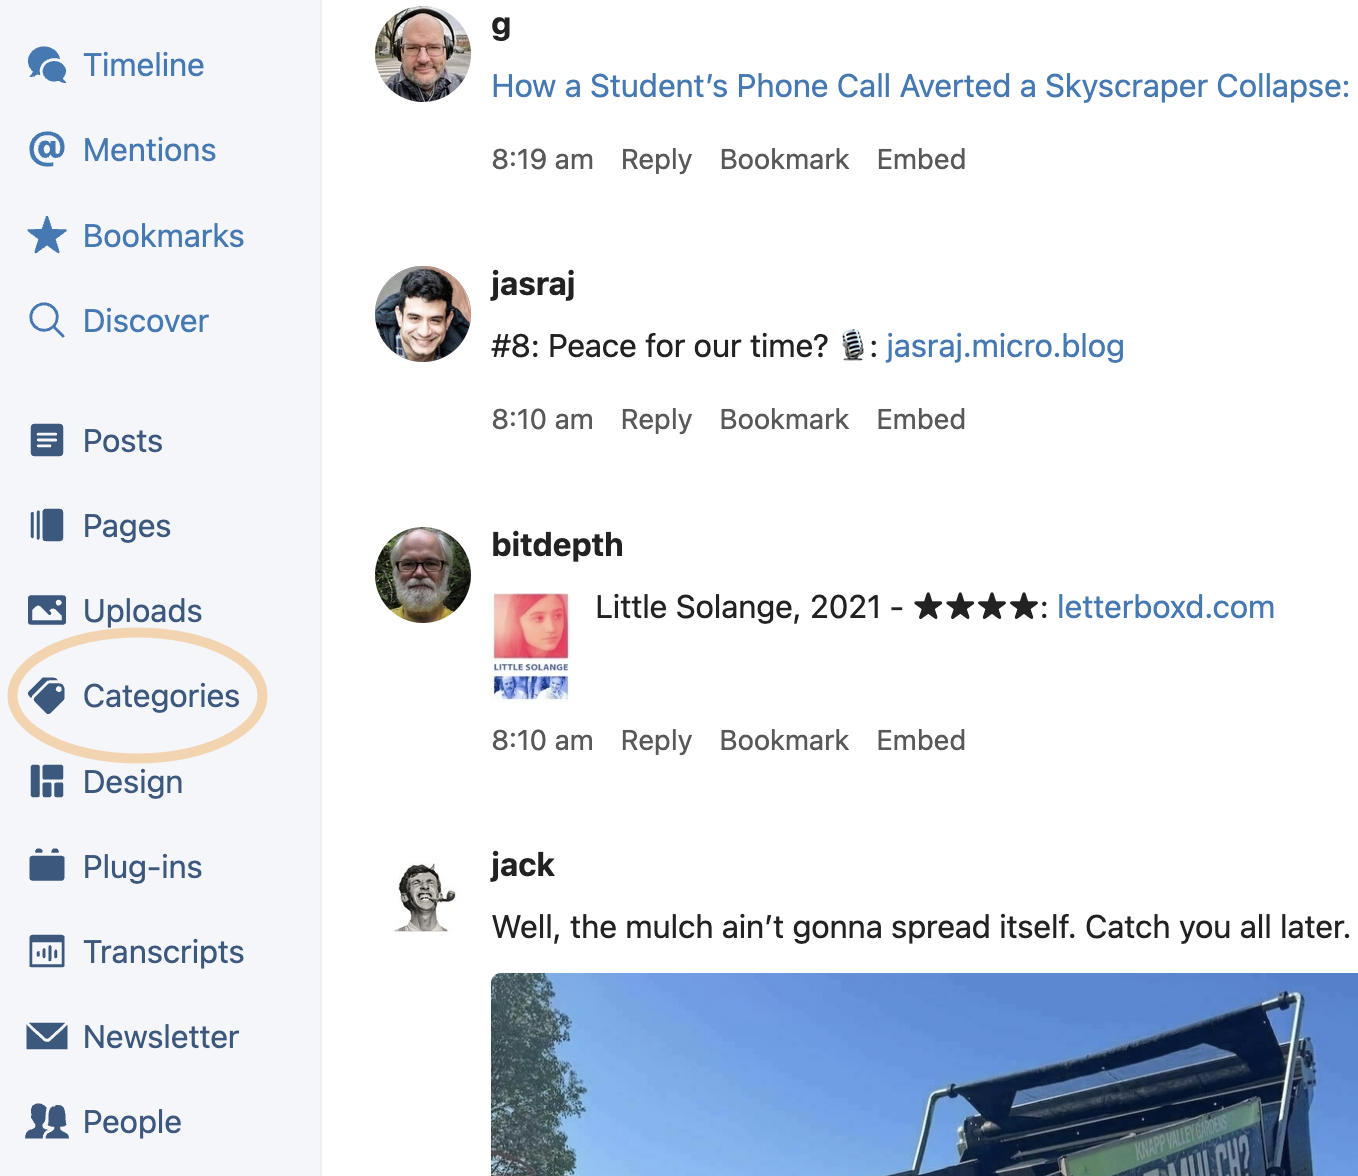 Timeline
Mentions
Bookmarks
Discover
Posts
Pages
Uploads
Categories
Design
Plug-ins
Transcripts
Newsletter
People
g
How a Student’s Phone Call Averted a Skyscraper Collapse:
8:19 am Reply Bookmark Embed
jasraj
#8: Peace for our time? 🎙️: jasraj.micro.blog
8:10 am Reply Bookmark Embed
bitdepth
Little Solange, 2021 - ★★★★: letterboxd.com
LITTLE SOLANGE
8:10 am Reply Bookmark Embed
jack
Well, the mulch ain’t gonna spread itself. Catch you all later.
KNAPP VALLEY GARDENS